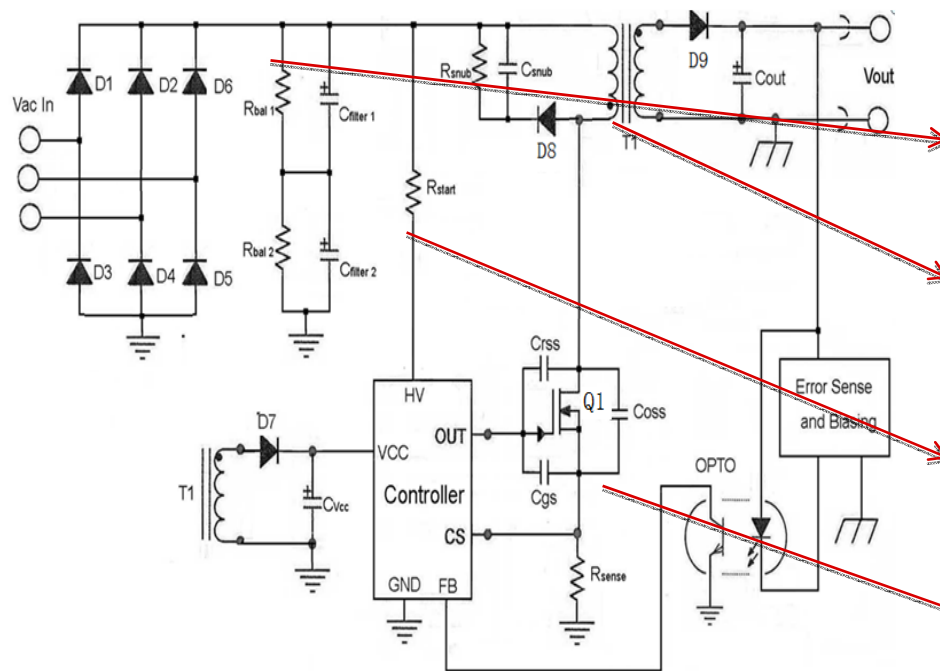 Vac In
D1
D2
D6
D3
D4
D5
Rbal 1
Cfilter 1
Rbal 2
Cfilter 2
Rstart
Rsnub
Csnub
D8
T1
D9
Cout
Vout
Crss
Q1
Coss
Cgs
HV
OUT
VCC
Controller
CS
GND
FB
D7
T1
CVcc
Rsense
OPTO
Error Sense
and Biasing